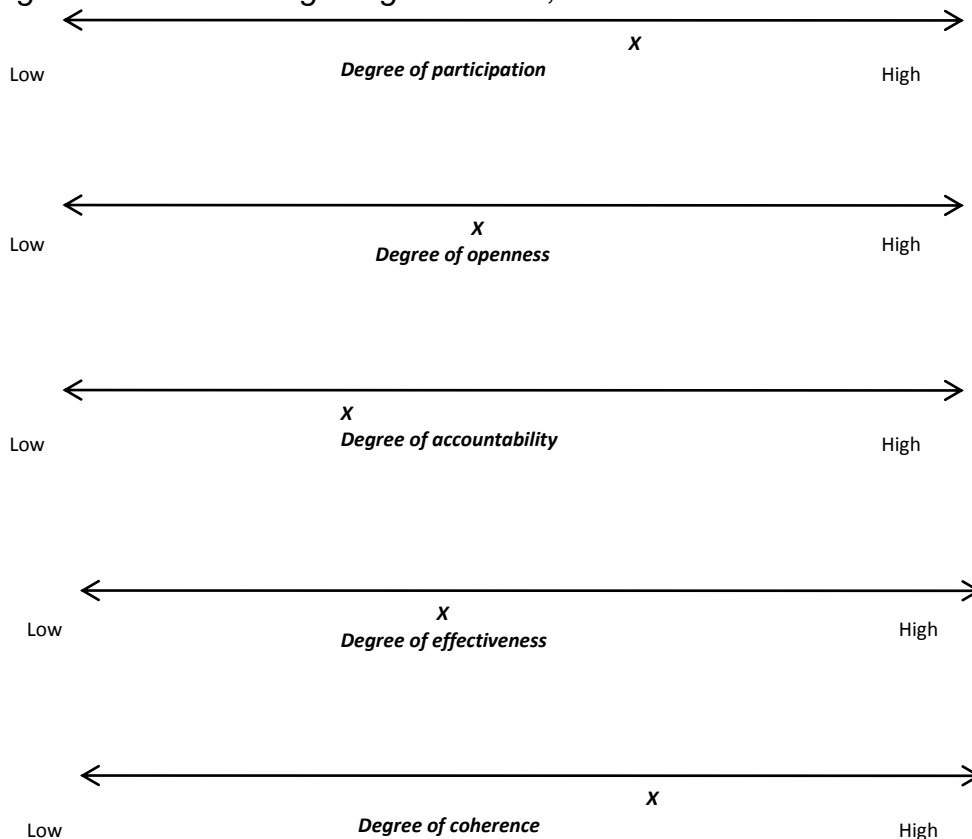 X
Low Degree of participation High
X
Low High
Degree of openness
X
Low Degree of accountability High
X
Low High
Degree of effectiveness
X
Low Degree of coherence High